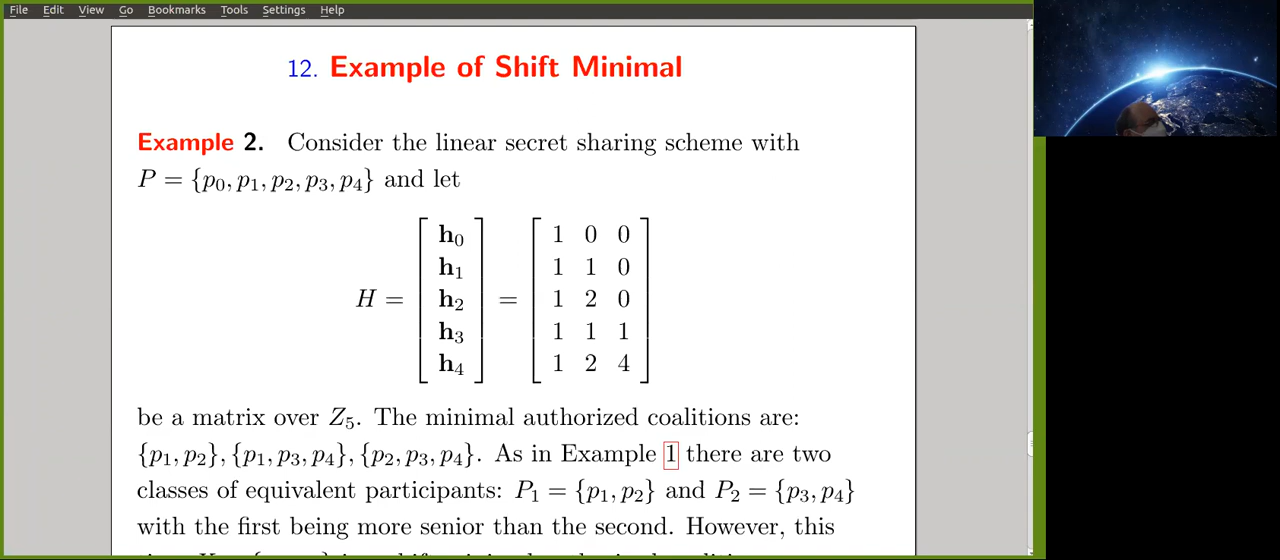 File Edit View Go Bookmarks Tools Settings Help
12. Example of Shift Minimal
Example 2. Consider the linear secret sharing scheme with
P = {p₀, p₁, p₂, p₃, p₄} and let
H = [h₀ h₁ h₂ h₃ h₄] = [1 0 0
1 1 0
1 2 0
1 1 1
1 2 4]
be a matrix over Z₅. The minimal authorized coalitions are:
{p₁, p₂}, {p₁, p₃, p₄}, {p₂, p₃, p₄}. As in Example 1 there are two
classes of equivalent participants: P₁ = {p₁, p₂} and P₂ = {p₃, p₄}
with the first being more senior than the second. However, this